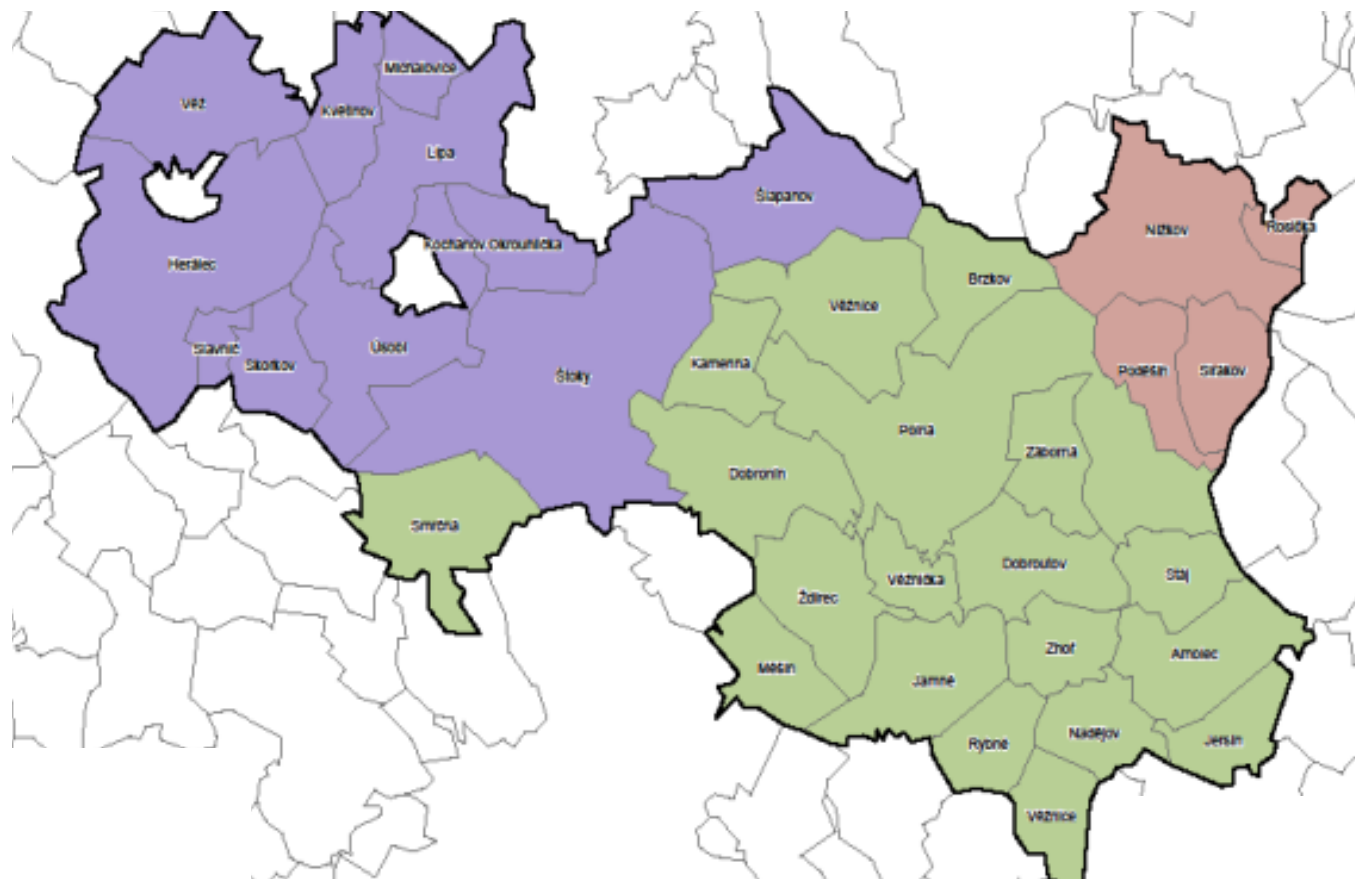 Michalovice
Věž
Květinov
Lípa
Šlapanov
Nížkov
Rosička
Kochánov
Okrouhlička
Herálec
Brzkov
Věžnice
Slavníč
Skorkov
Úsobí
Štoky
Kamenná
Poděšín
Sirákov
Polná
Záborná
Dobronín
Smrčná
Dobroutov
Stáj
Věžnička
Ždírec
Zhoř
Arnolec
Měšín
Jamné
Rybné
Nadějov
Jersín
Věžnice